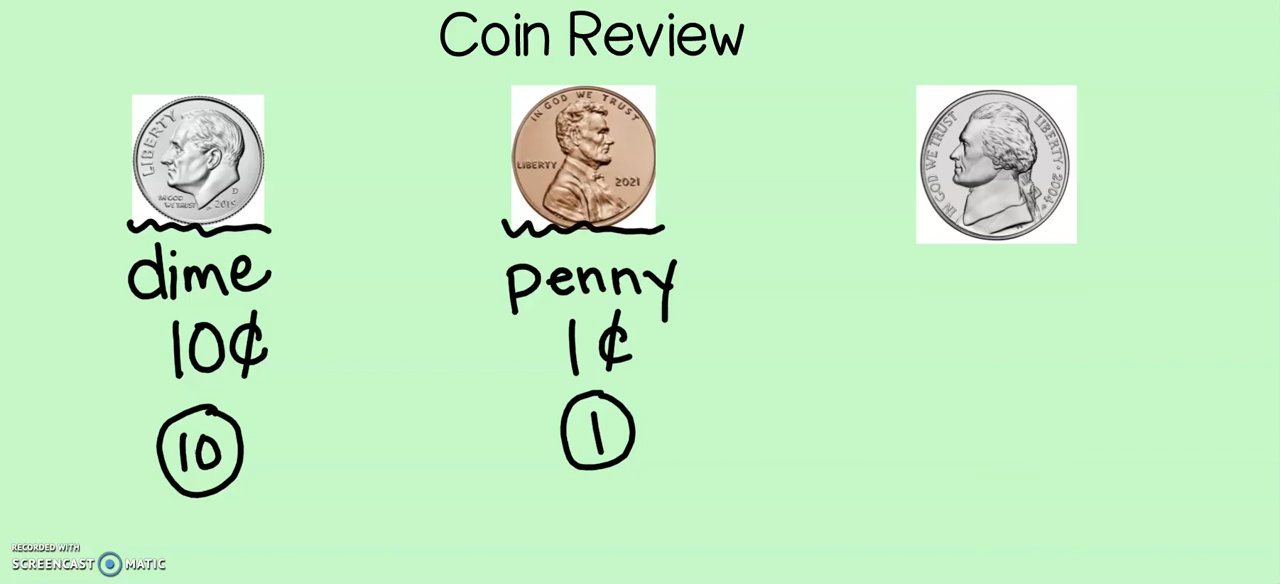 Coin Review
LIBERTY
IN GOD
WE TRUST
D
2019
dime
10¢
10
IN GOD WE TRUST
LIBERTY
2021
penny
1¢
1
IN GOD WE TRUST
LIBERTY
2004
RECORDED WITH
SCREENCAST MATIC